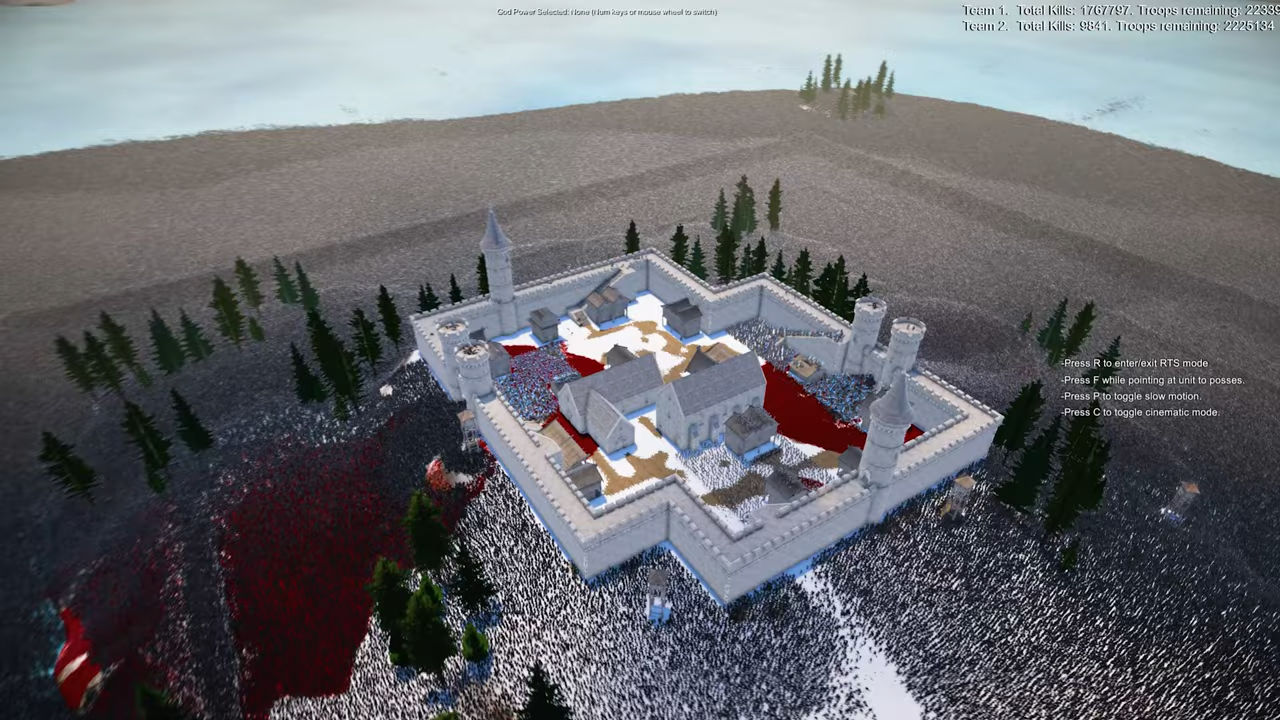 God Power Selected: None (Num keys or mouse wheel to switch)
Team 1. Total Kills: 1767797. Troops remaining: 22339
Team 2. Total Kills: 9841. Troops remaining: 2225134
-Press R to enter/exit RTS mode
-Press F while pointing at unit to posses.
-Press P to toggle slow motion.
-Press C to toggle cinematic mode.